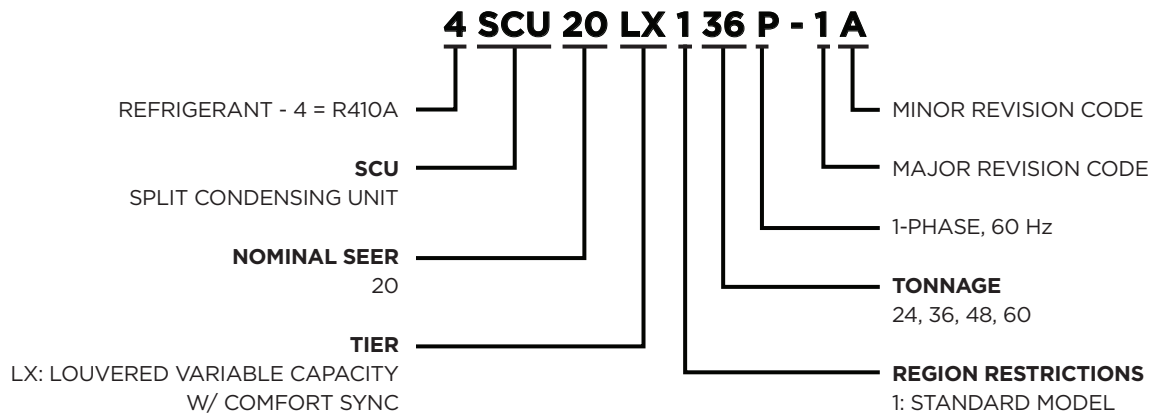 4 SCU 20 LX 1 36 P - 1 A
REFRIGERANT - 4 = R410A
SCU
SPLIT CONDENSING UNIT
NOMINAL SEER
20
TIER
LX: LOUVERED VARIABLE CAPACITY
W/ COMFORT SYNC
MINOR REVISION CODE
MAJOR REVISION CODE
1-PHASE, 60 Hz
TONNAGE
24, 36, 48, 60
REGION RESTRICTIONS
1: STANDARD MODEL